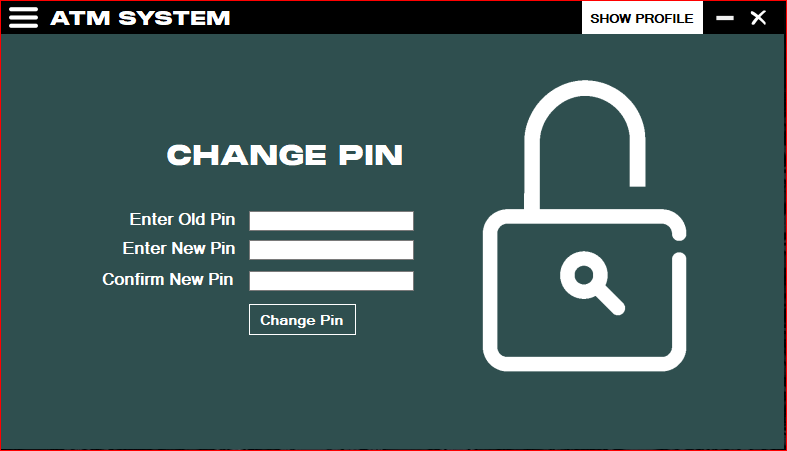 ATM SYSTEM
SHOW PROFILE
CHANGE PIN
Enter Old Pin
Enter New Pin
Confirm New Pin
Change Pin